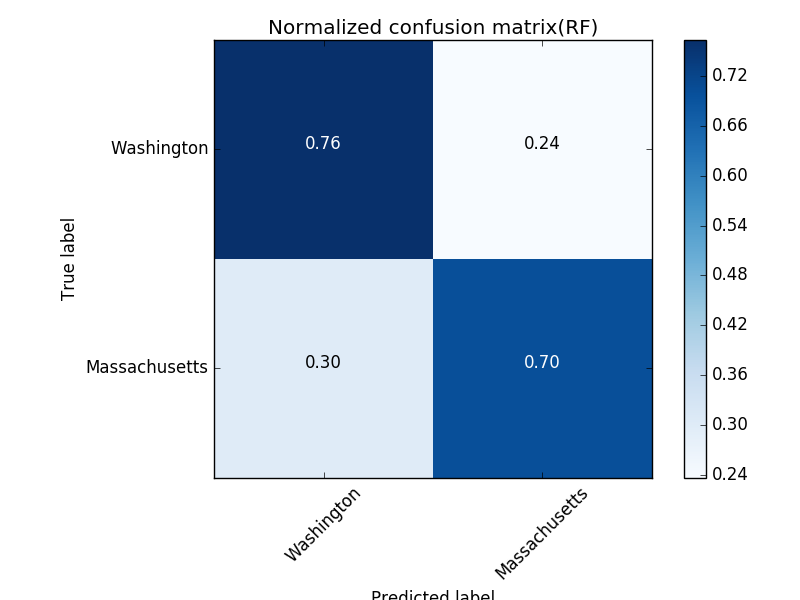 Normalized confusion matrix(RF)
True label
Washington
Massachusetts
0.76
0.24
0.30
0.70
Washington
Massachusetts
Predicted label
0.72
0.66
0.60
0.54
0.48
0.42
0.36
0.30
0.24